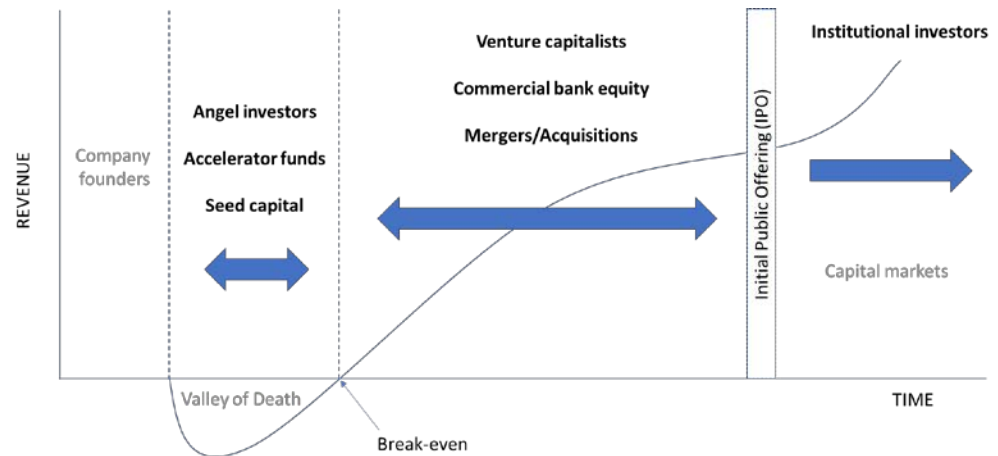 REVENUE
Company
founders
Angel investors
Accelerator funds
Seed capital
Valley of Death
Break-even
Venture capitalists
Commercial bank equity
Mergers/Acquisitions
Initial Public Offering (IPO)
Institutional investors
Capital markets
TIME